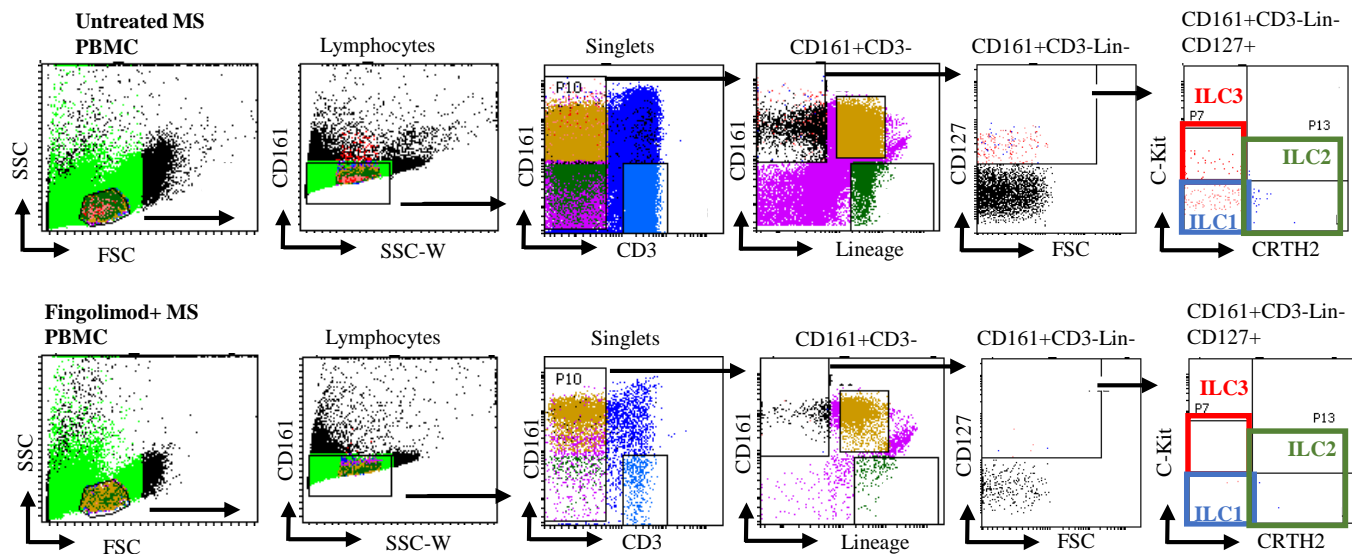 Untreated MS
PBMC
Lymphocytes
Singlets
CD161+CD3-
CD161+CD3-Lin-
CD161+CD3-Lin-
CD127+
SSC
FSC
CD161
SSC-W
P10
CD161
CD3
CD161
Lineage
CD127
FSC
ILC3
P7
P13
ILC2
ILC1
C-Kit
CRTH2
Fingolimod+ MS
PBMC
Lymphocytes
Singlets
CD161+CD3-
CD161+CD3-Lin-
CD161+CD3-Lin-
CD127+
SSC
FSC
CD161
SSC-W
P10
CD161
CD3
CD161
Lineage
CD127
FSC
ILC3
P7
P13
ILC2
ILC1
C-Kit
CRTH2